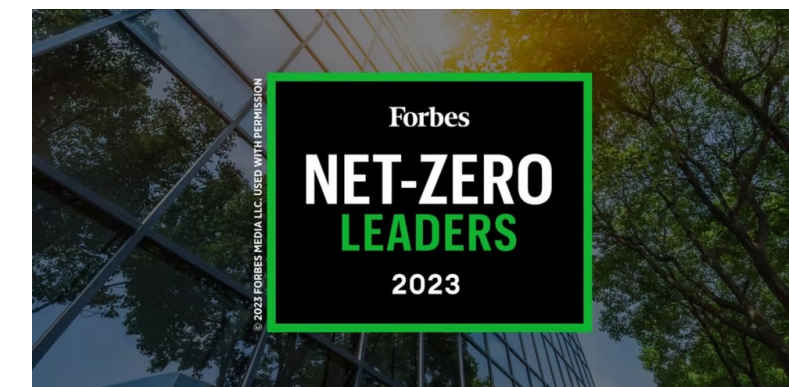 Forbes
NET-ZERO
LEADERS
2023
© 2023 FORBES MEDIA LLC. USED WITH PERMISSION